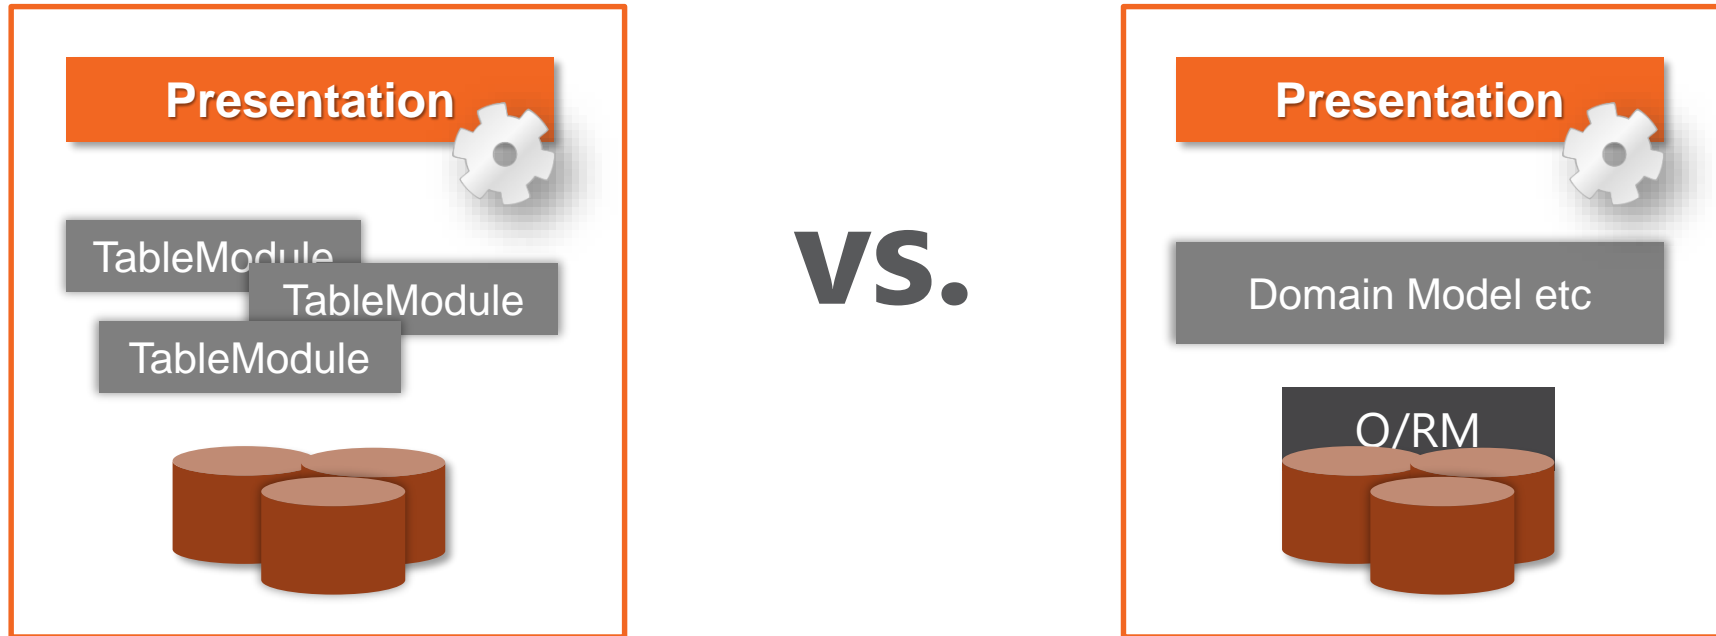 Presentation
TableModule
TableModule
TableModule
vs.
Presentation
Domain Model etc
O/RM